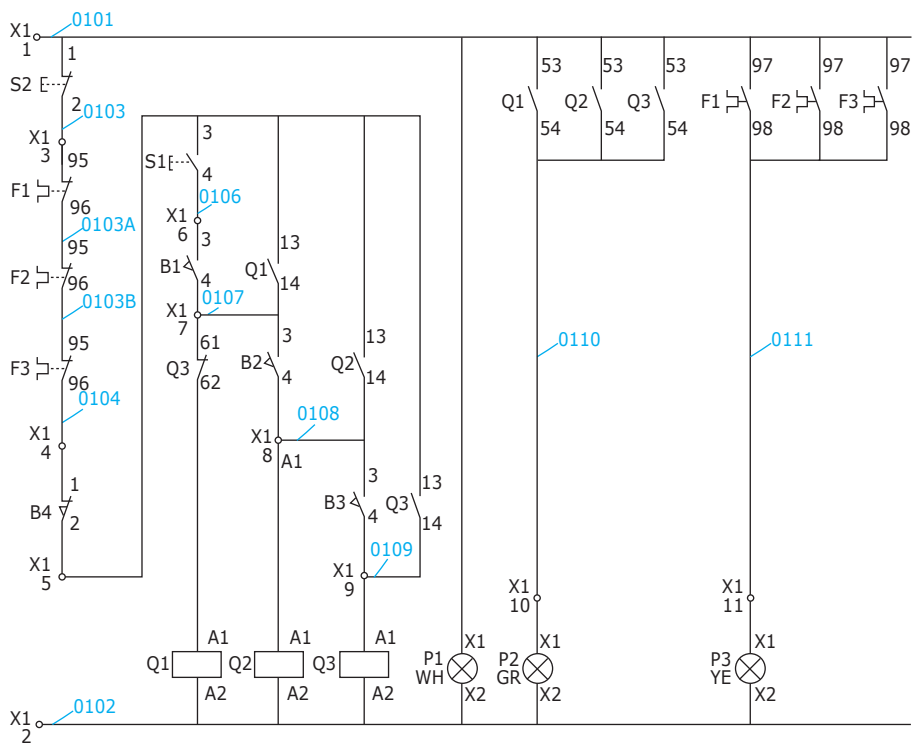 0101
X1
1
1
S2
2
0103
X1
3
95
F1
96
0103A
95
F2
96
0103B
95
F3
96
0104
X1
4
1
B4
2
X1
5
3
S1
4
0106
X1
6
3
B1
4
0107
X1
7
61
Q3
62
13
Q1
14
3
B2
4
0108
X1
8
A1
13
Q2
14
3
B3
4
13
Q3
14
0109
X1
9
A1
Q1
A2
A1
Q2
A2
A1
Q3
A2
P1
WH
X1
X2
53
Q1
54
53
Q2
54
53
Q3
54
0110
X1
10
X1
P2
GR
X2
97
F1
98
97
F2
98
97
F3
98
0111
X1
11
X1
P3
YE
X2
0102
X1
2